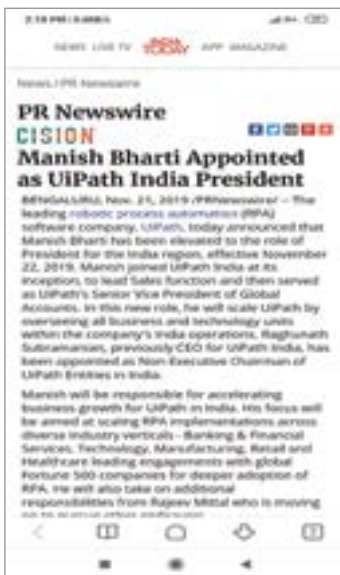 2:18 PM
NEWS LIVE TV INDIA TODAY APP MAGAZINE
News / PR Newswire
PR Newswire
CISION
Manish Bharti Appointed
as UiPath India President
BENGALURU, Nov. 21, 2019 /PRNewswire/ -- The
leading robotic process automation (RPA)
software company, UiPath, today announced that
Manish Bharti has been elevated to the role of
President for the India region, effective November
22, 2019. Manish joined UiPath India at its
inception, to lead Sales function and then served
as UiPath's Senior Vice President of Global
Accounts. In this new role, he will scale UiPath by
overseeing all business and technology units
within the company's India operations. Raghunath
Subramanian, previously CEO for UiPath India, has
been appointed as Non-Executive Chairman of
UiPath Entities in India.
Manish will be responsible for accelerating
business growth for UiPath in India. His focus will
be aimed at scaling RPA implementations across
diverse industry verticals - Banking & Financial
Services, Technology, Manufacturing, Retail and
Healthcare leading engagements with global
Fortune 500 companies for deeper adoption of
RPA. He will also take on additional
responsibilities from Rajeev Mittal who is moving